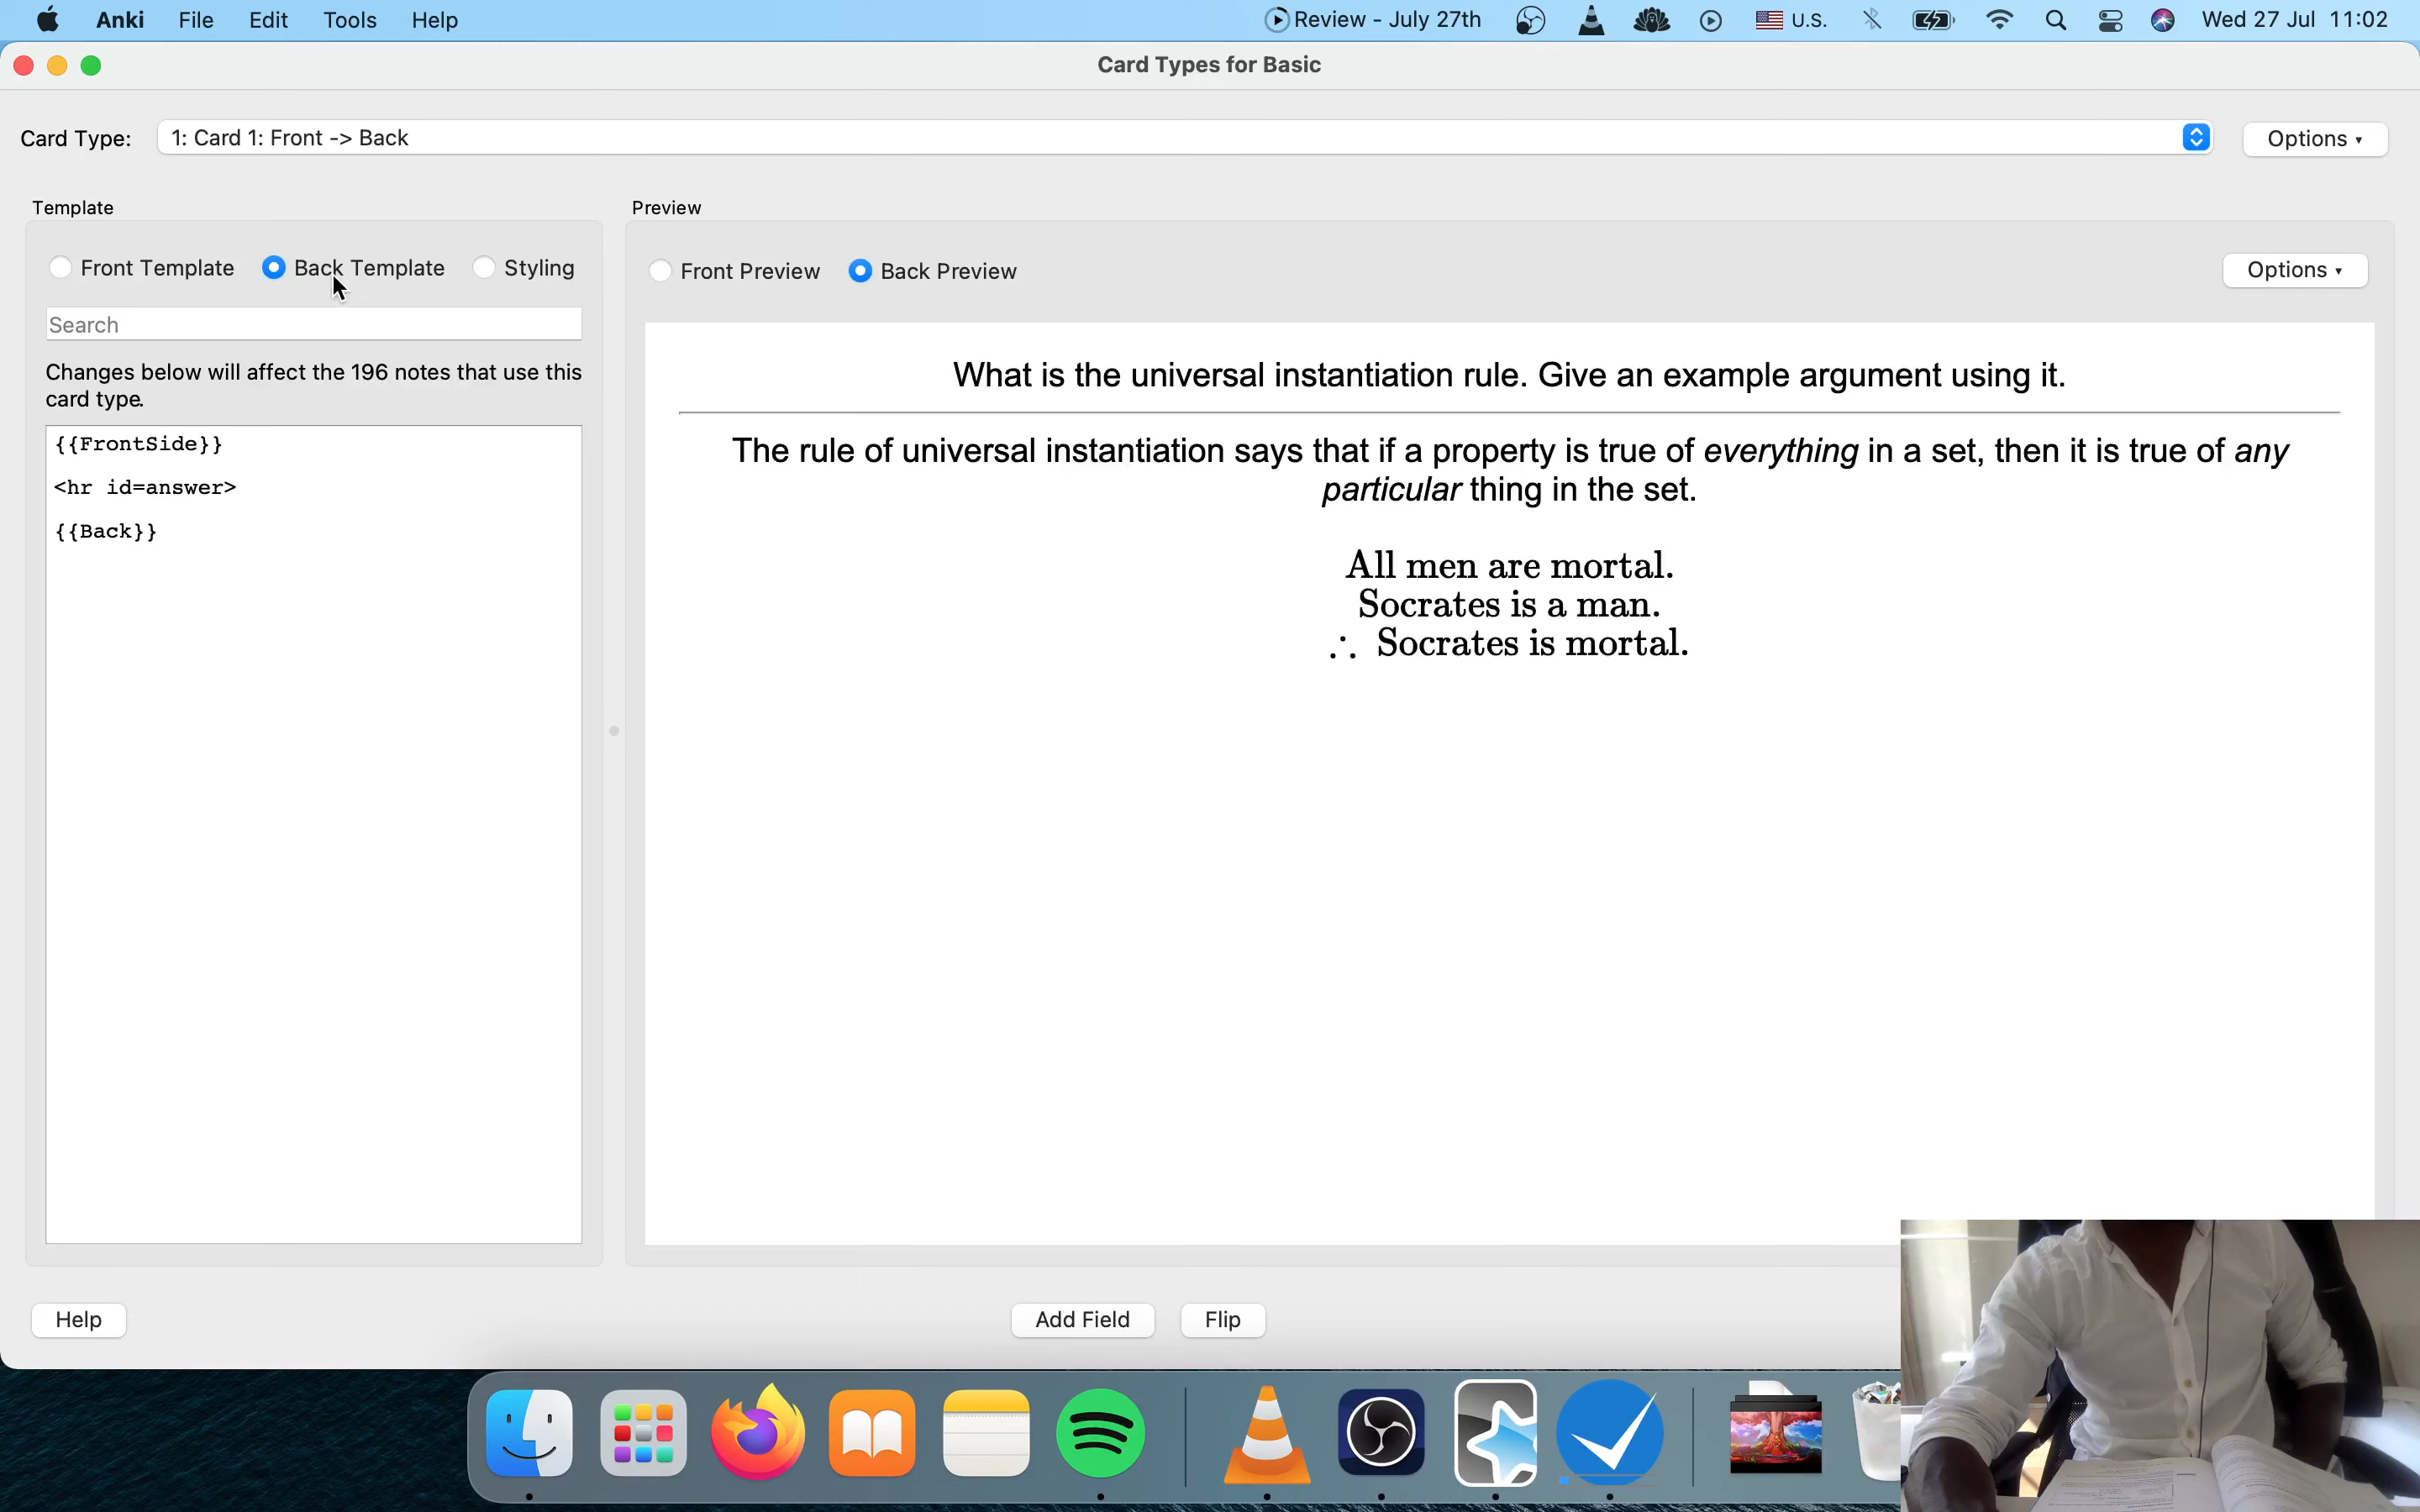 Anki File Edit Tools Help Review - July 27th U.S. Wed 27 Jul 11:02
Card Types for Basic
Card Type: 1: Card 1: Front -> Back Options
Template
Preview
Front Template Back Template Styling
Front Preview Back Preview Options
Search
Changes below will affect the 196 notes that use this
card type.
{{FrontSide}}
<hr id=answer>
{{Back}}
What is the universal instantiation rule. Give an example argument using it.
The rule of universal instantiation says that if a property is true of everything in a set, then it is true of any
particular thing in the set.
All men are mortal.
Socrates is a man.
∴ Socrates is mortal.
Help Add Field Flip